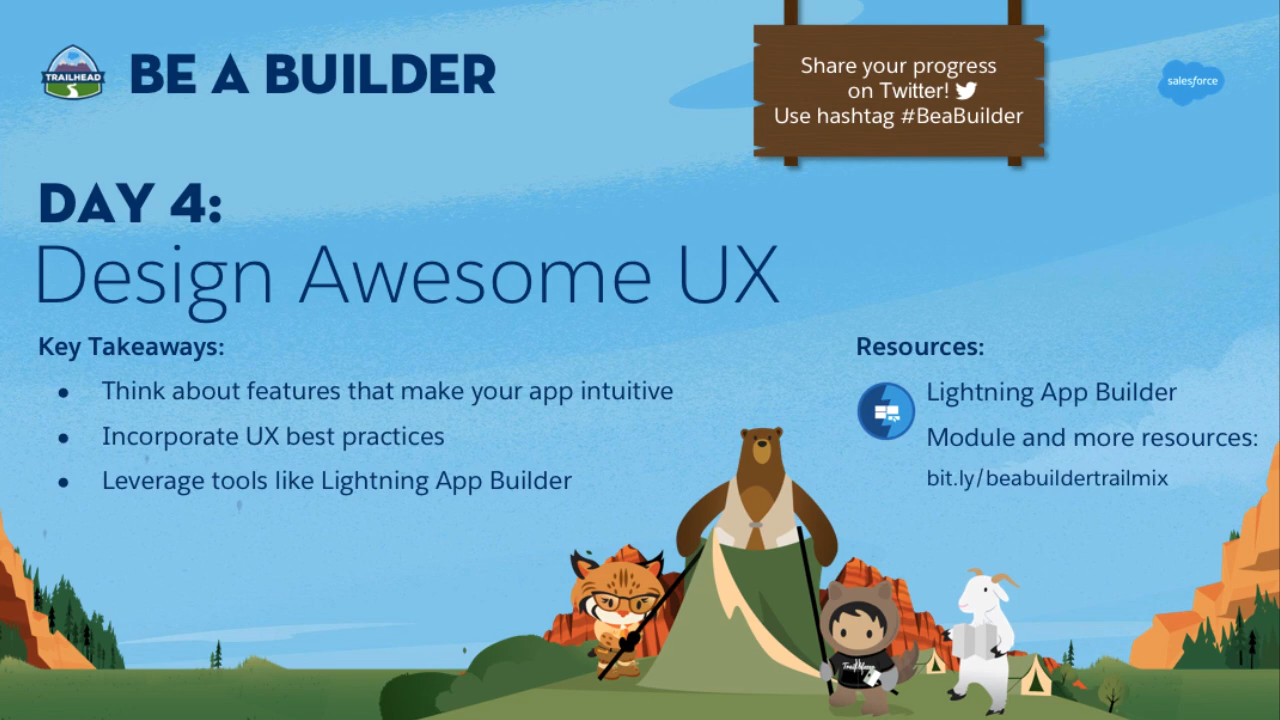 TRAILHEAD
BE A BUILDER
Share your progress
on Twitter!
Use hashtag #BeaBuilder
salesforce
DAY 4:
Design Awesome UX
Key Takeaways:
● Think about features that make your app intuitive
● Incorporate UX best practices
● Leverage tools like Lightning App Builder
Resources:
Lightning App Builder
Module and more resources:
bit.ly/beabuildertrailmix